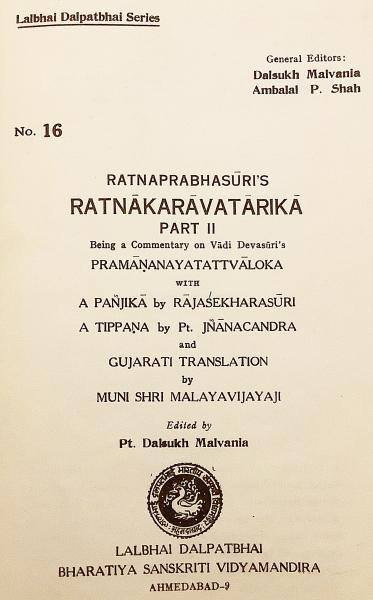 Lalbhai Dalpatbhai Series
General Editors:
Dalsukh Malvania
Ambalal P. Shah
No. 16
RATNAPRABHASŪRI'S
RATNĀKARĀVATĀRIKĀ
PART II
Being a Commentary on Vādi Devasūri's
PRAMĀṆANAYATATTVĀLOKA
WITH
A PAÑJIKĀ by RĀJAŚEKHARASŪRI
A TIPPAṆA by Pt. JÑĀNACANDRA
and
GUJARATI TRANSLATION
by
MUNI SHRI MALAYAVIJAYAJI
Edited by
Pt. Dalsukh Malvania
LALBHAI DALPATBHAI
BHARATIYA SANSKRITI VIDYAMANDIRA
AHMEDABAD-9